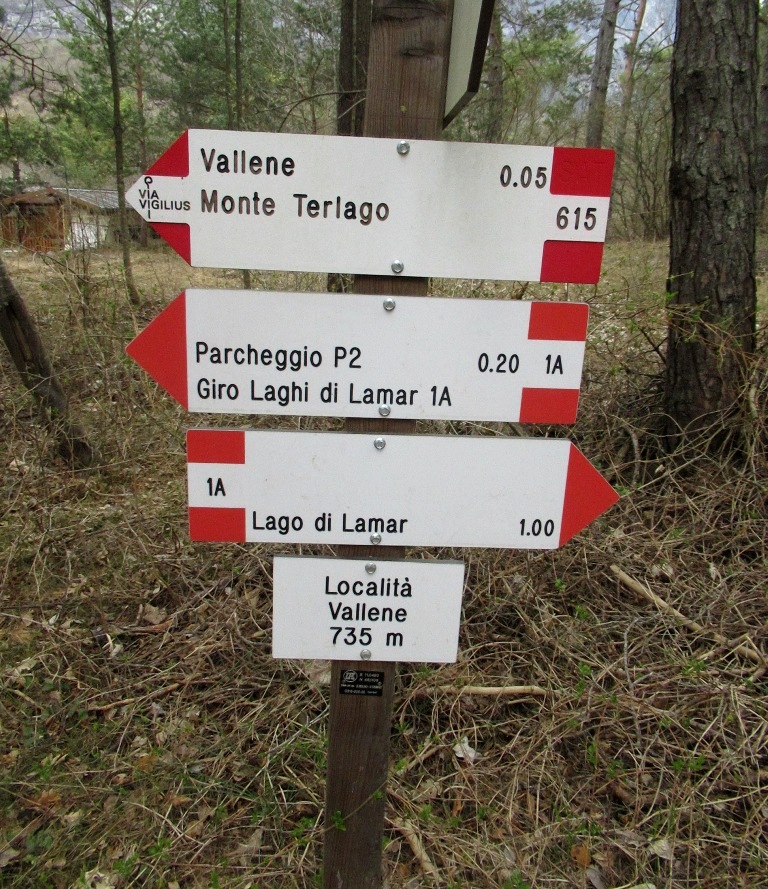 Vallene 0.05
VIA
VIGILIUS
Monte Terlago
615
Parcheggio P2 0.20 1A
Giro Laghi di Lamar 1A
1A
Lago di Lamar 1.00
Località
Vallene
735 m